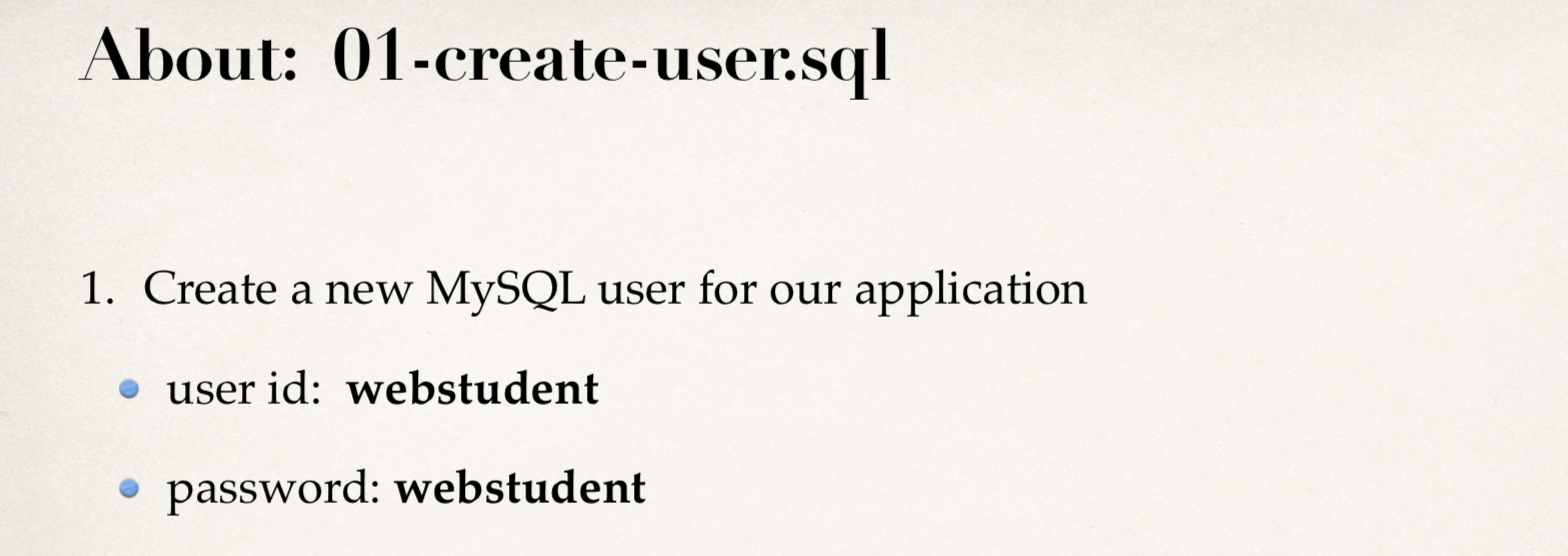 About: 01-create-user.sql
1. Create a new MySQL user for our application
user id: webstudent
password: webstudent